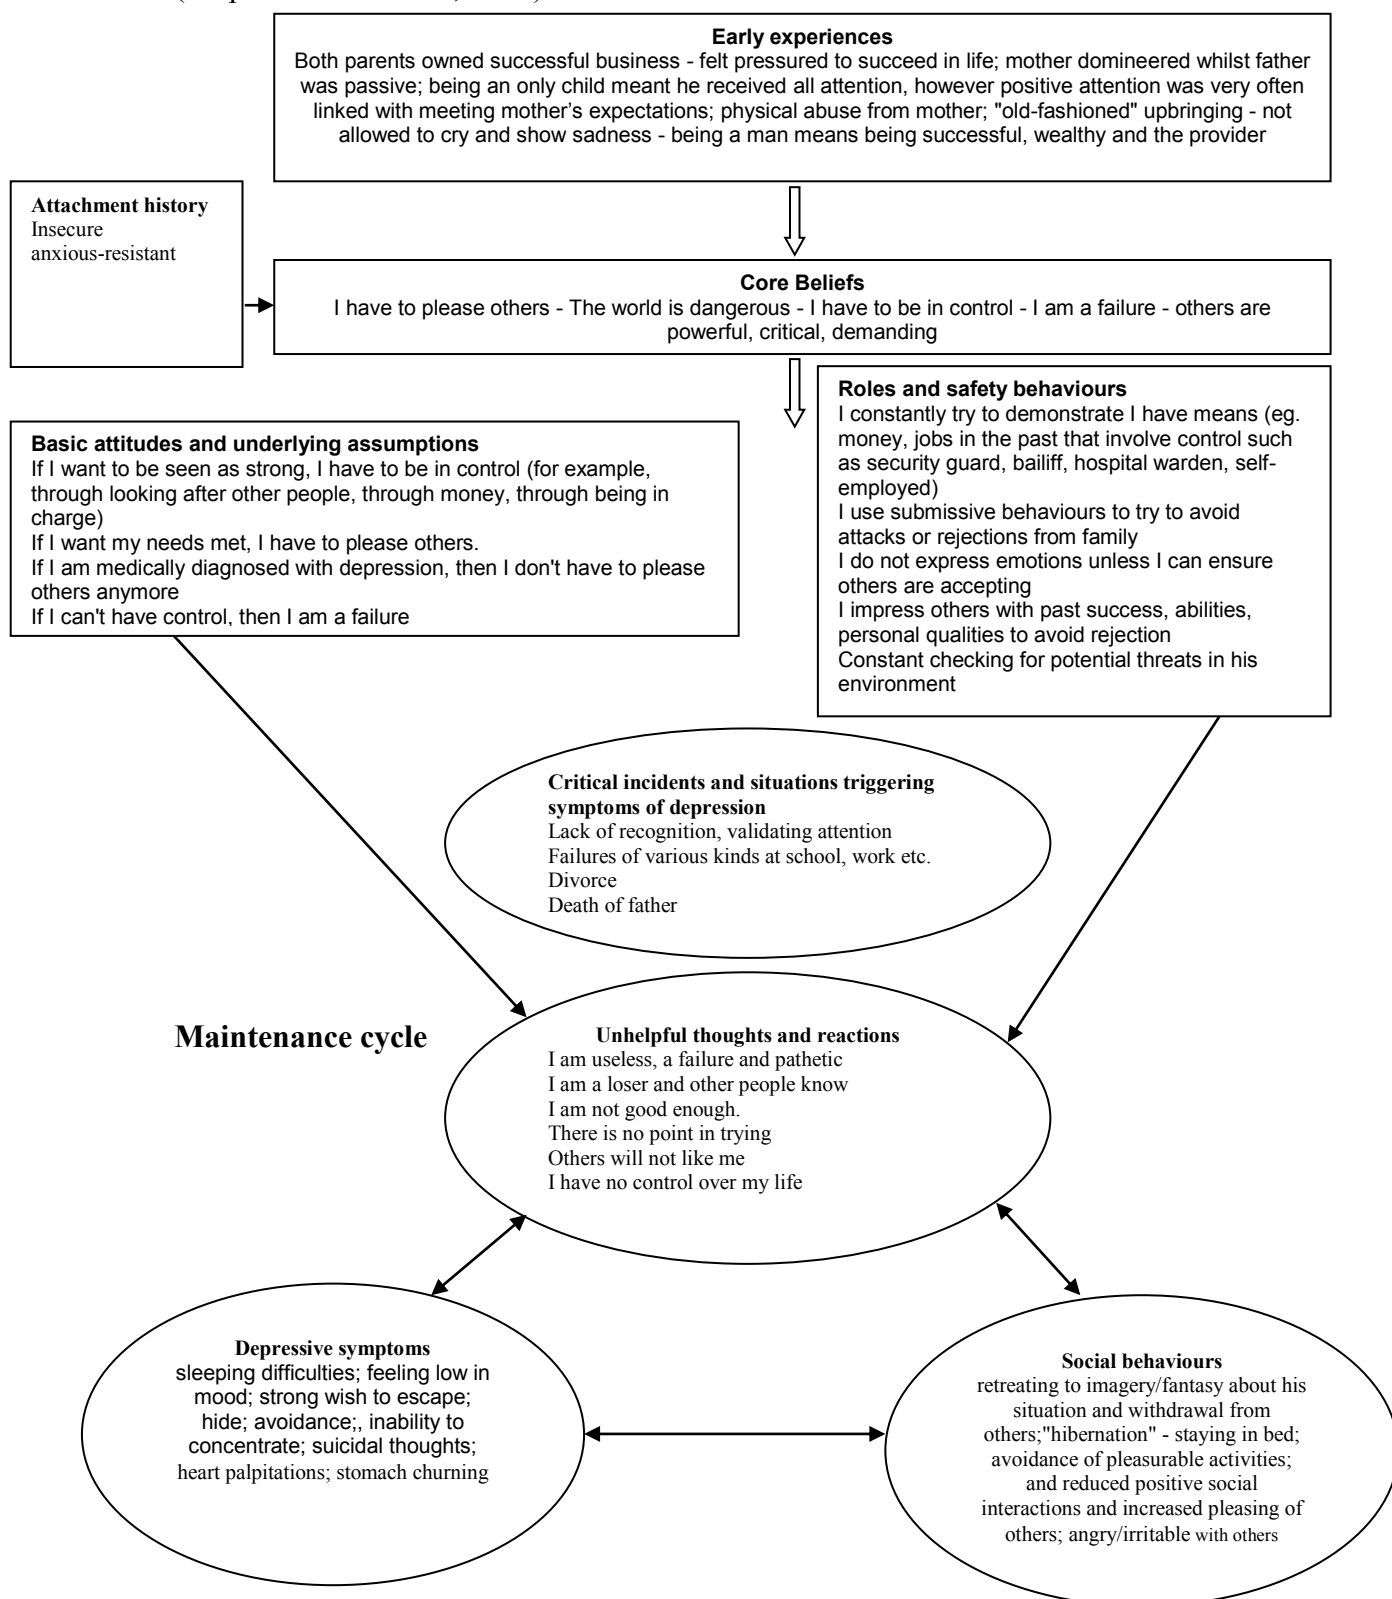 Early experiences
Both parents owned successful business - felt pressured to succeed in life; mother domineered whilst father
was passive; being an only child meant he received all attention, however positive attention was very often
linked with meeting mother's expectations; physical abuse from mother; "old-fashioned" upbringing - not
allowed to cry and show sadness - being a man means being successful, wealthy and the provider
Attachment history
Insecure
anxious-resistant
Core Beliefs
I have to please others - The world is dangerous - I have to be in control - I am a failure - others are
powerful, critical, demanding
Roles and safety behaviours
I constantly try to demonstrate I have means (eg.
money, jobs in the past that involve control such
as security guard, bailiff, hospital warden, self-
employed)
I use submissive behaviours to try to avoid
attacks or rejections from family
I do not express emotions unless I can ensure
others are accepting
I impress others with past success, abilities,
personal qualities to avoid rejection
Constant checking for potential threats in his
environment
Basic attitudes and underlying assumptions
If I want to be seen as strong, I have to be in control (for example,
through looking after other people, through money, through being in
charge)
If I want my needs met, I have to please others.
If I am medically diagnosed with depression, then I don't have to please
others anymore
If I can't have control, then I am a failure
Critical incidents and situations triggering
symptoms of depression
Lack of recognition, validating attention
Failures of various kinds at school, work etc.
Divorce
Death of father
Maintenance cycle
Unhelpful thoughts and reactions
I am useless, a failure and pathetic
I am a loser and other people know
I am not good enough.
There is no point in trying
Others will not like me
I have no control over my life
Depressive symptoms
sleeping difficulties; feeling low in
mood; strong wish to escape;
hide; avoidance;, inability to
concentrate; suicidal thoughts;
heart palpitations; stomach churning
Social behaviours
retreating to imagery/fantasy about his
situation and withdrawal from
others;"hibernation" - staying in bed;
avoidance of pleasurable activities;
and reduced positive social
interactions and increased pleasing of
others; angry/irritable with others